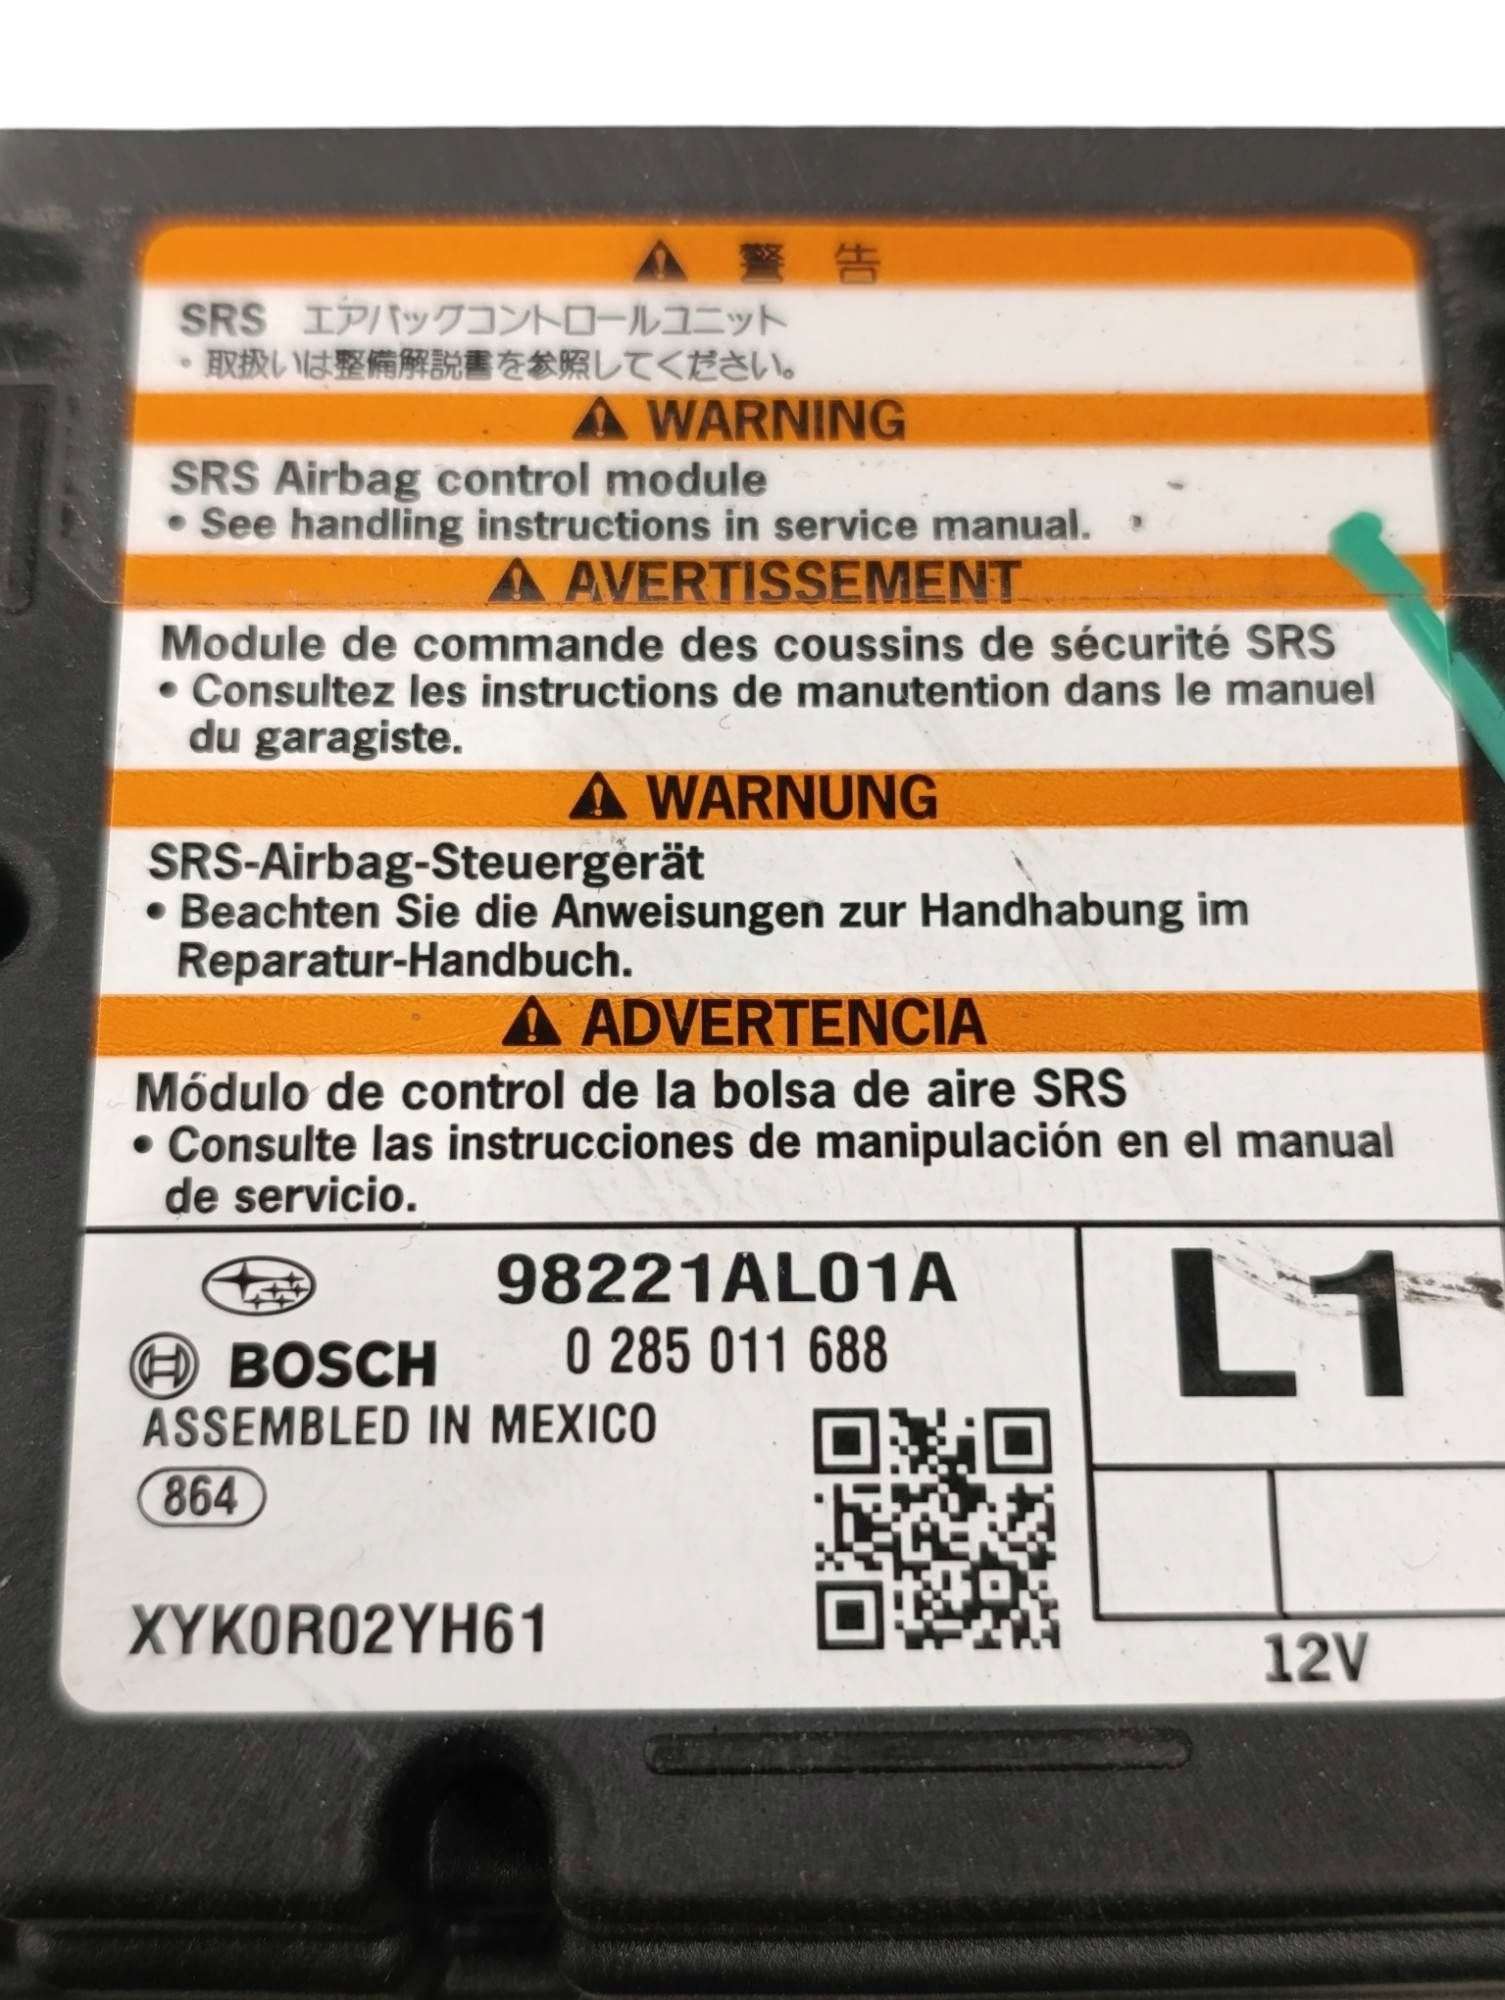 ⚠ 警 告
SRS エアバッグコントロールユニット
・取扱いは整備解説書を参照してください。
⚠ WARNING
SRS Airbag control module
• See handling instructions in service manual.
⚠ AVERTISSEMENT
Module de commande des coussins de sécurité SRS
• Consultez les instructions de manutention dans le manuel
du garagiste.
⚠ WARNUNG
SRS-Airbag-Steuergerät
• Beachten Sie die Anweisungen zur Handhabung im
Reparatur-Handbuch.
⚠ ADVERTENCIA
Módulo de control de la bolsa de aire SRS
• Consulte las instrucciones de manipulación en el manual
de servicio.
98221AL01A
L1
BOSCH 0 285 011 688
ASSEMBLED IN MEXICO
864
XYK0R02YH61
12V